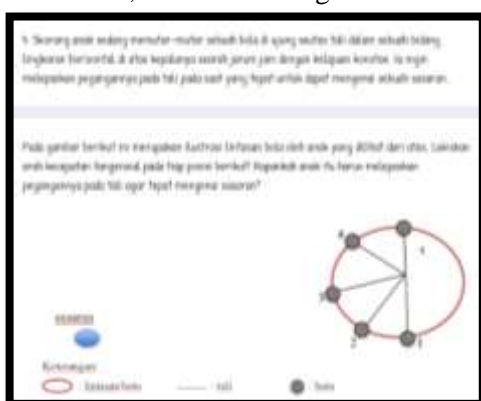 5. Seorang anak sedang memutar-mutar sebuah bola di ujung seutas tali dalam sebuah bidang
lingkaran horizontal di atas kepalanya searah jarum jam dengan kelajuan konstan. Ia ingin
melepaskan pegangannya pada tali pada saat yang tepat untuk dapat mengenai sebuah sasaran.
Pada gambar berikut ini merupakan ilustrasi lintasan bola oleh anak yang dilihat dari atas. Lukiskan
arah kecepatan tangensial pada tiap posisi berikut! Kapankah anak itu harus melepaskan
pegangannya pada tali agar tepat mengenai sasaran?
4
3
2
1
sasaran
Keterangan
: lintasan bola
: tali
: bola